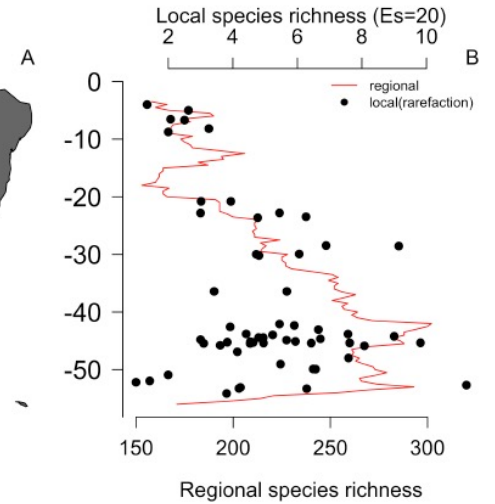 Local species richness (Es=20)
2 4 6 8 10
A
B
regional
local(rarefaction)
0
-10
-20
-30
-40
-50
150 200 250 300
Regional species richness